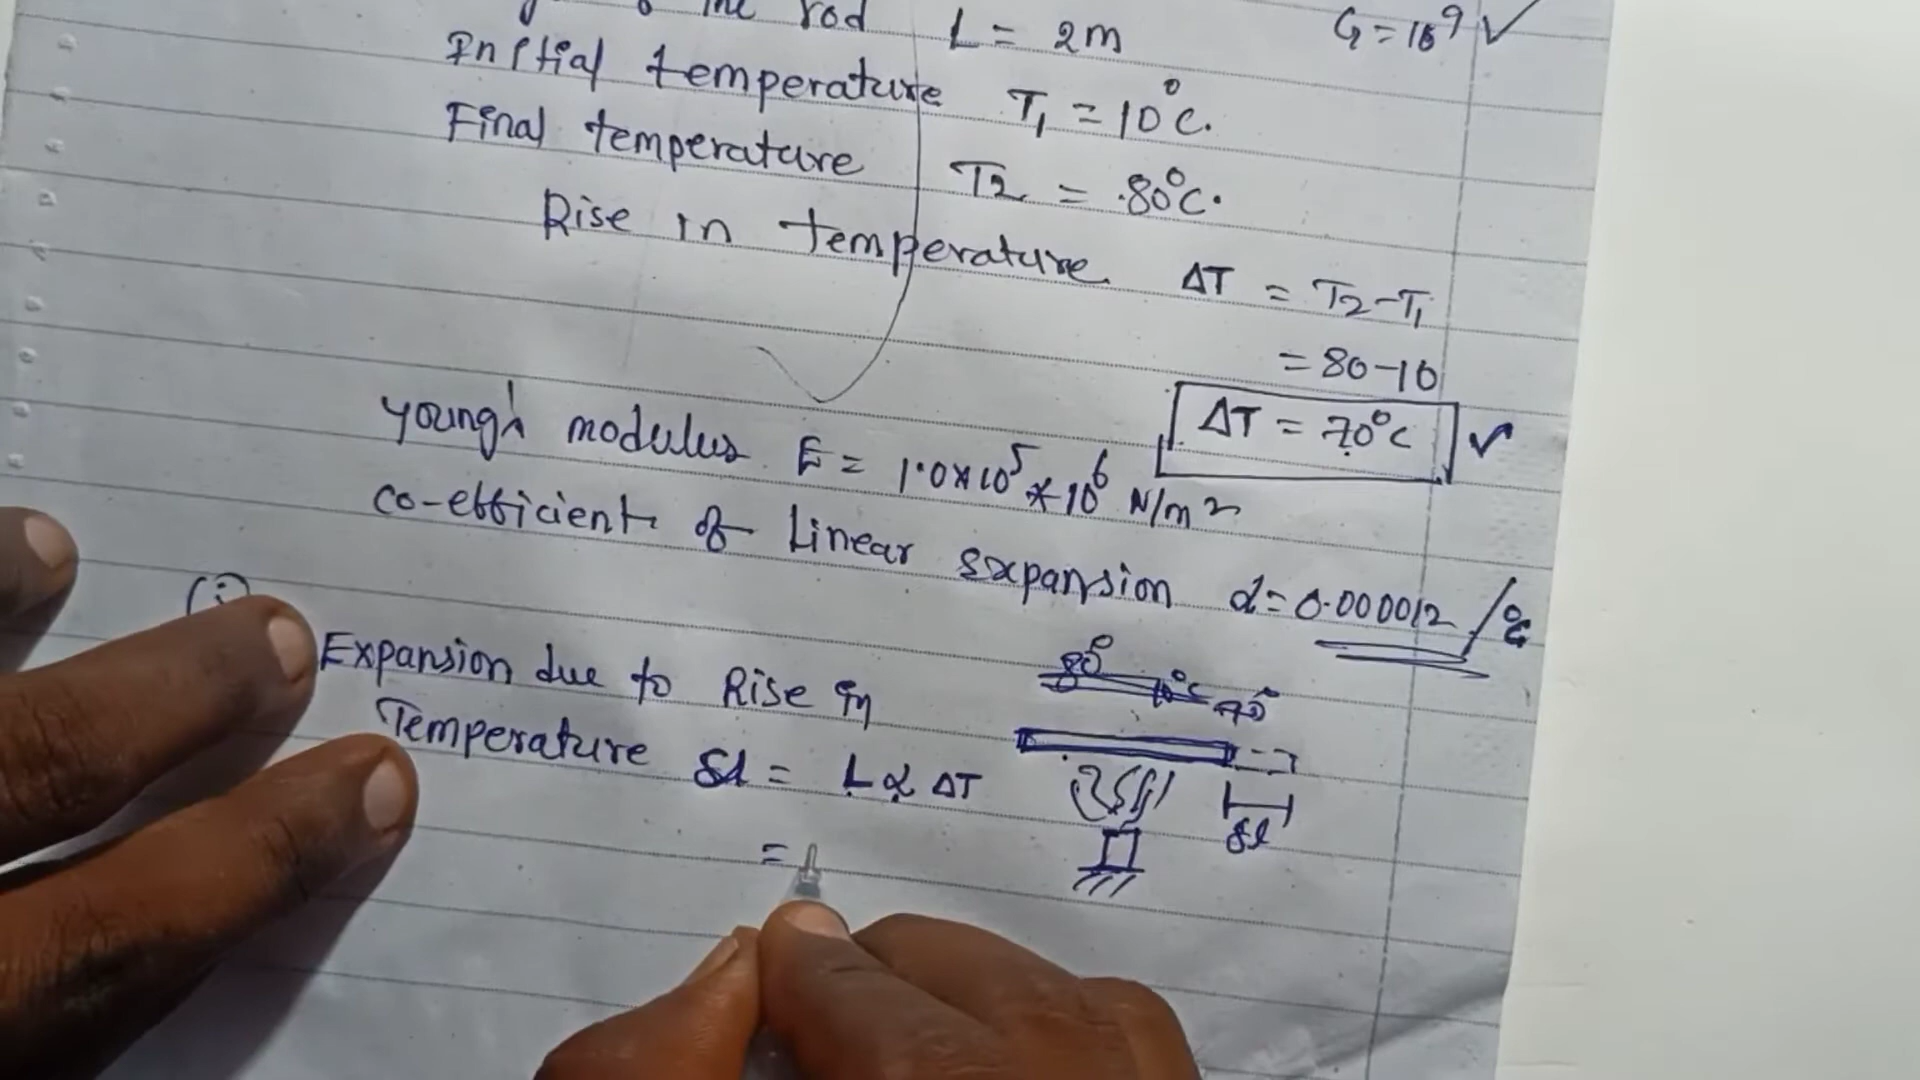 the rod L = 2m
G = 10⁹ ✓
Initial temperature T₁ = 10°C.
Final temperature T2 = 80°C.
Rise in temperature ΔT = T2-T₁
= 80-10
ΔT = 70°C ✓
Young's modulus E = 1.0×10⁵×10⁶ N/m²
co-efficient of Linear expansion α = 0.000012 /°C
(i)
Expansion due to Rise in
Temperature δl = L α ΔT
=
80° 10°C 70°
δl